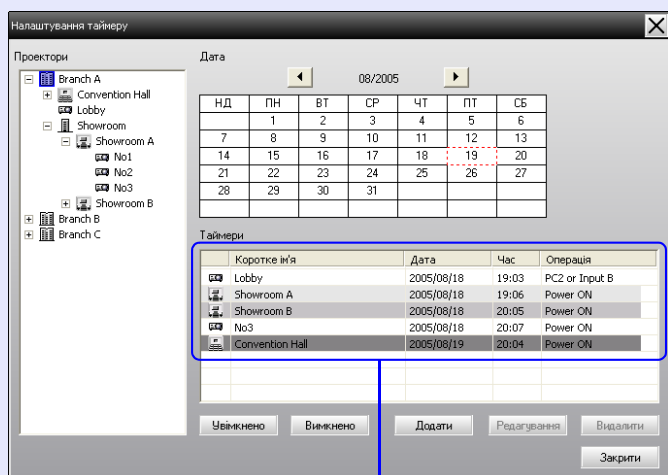 Налаштування таймеру
Проектори
Branch A
Convention Hall
Lobby
Showroom
Showroom A
No1
No2
No3
Showroom B
Branch B
Branch C
Дата
08/2005
НД ПН ВТ СР ЧТ ПТ СБ
1 2 3 4 5 6
7 8 9 10 11 12 13
14 15 16 17 18 19 20
21 22 23 24 25 26 27
28 29 30 31
Таймери
Коротке ім'я Дата Час Операція
Lobby 2005/08/18 19:03 PC2 or Input B
Showroom A 2005/08/18 19:06 Power ON
Showroom B 2005/08/18 20:05 Power ON
No3 2005/08/18 20:07 Power ON
Convention Hall 2005/08/19 20:04 Power ON
Увімкнено Вимкнено Додати Редагування Видалити
Закрити